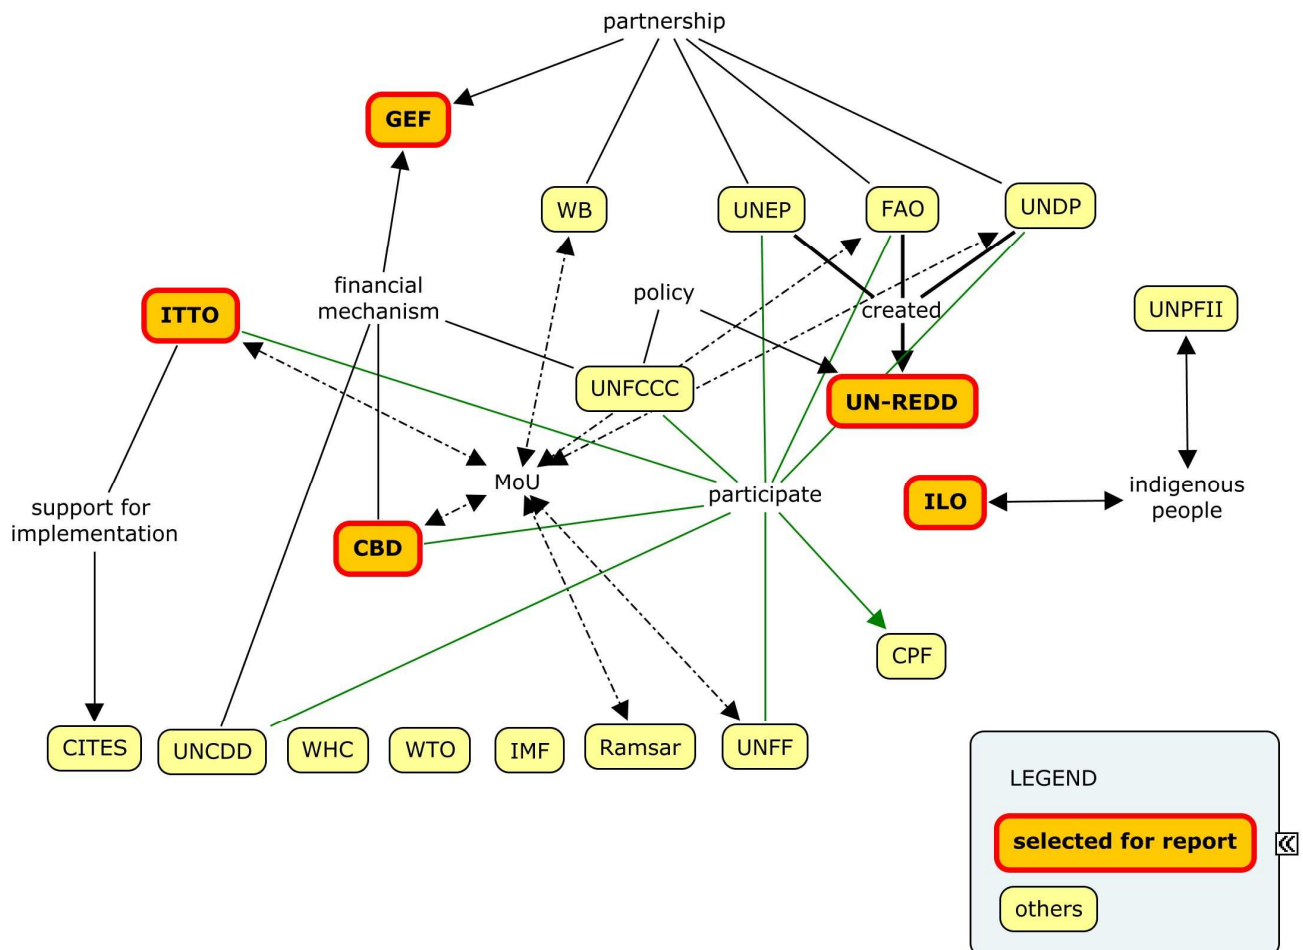 partnership
GEF
WB
UNEP
FAO
UNDP
financial
mechanism
policy
created
ITTO
UNPFII
UNFCCC
UN-REDD
MoU
participate
ILO
indigenous
people
support for
implementation
CBD
CPF
CITES
UNCDD
WHC
WTO
IMF
Ramsar
UNFF
LEGEND
selected for report
others